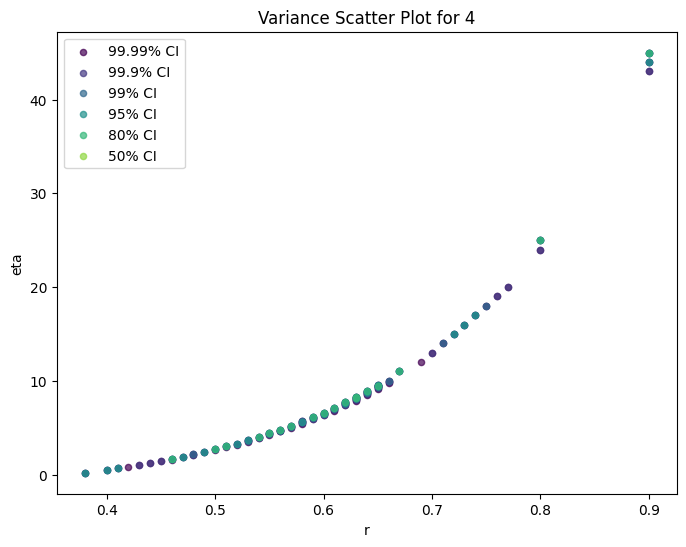 Variance Scatter Plot for 4
99.99% CI
99.9% CI
99% CI
95% CI
80% CI
50% CI
eta
40
30
20
10
0
0.4 0.5 0.6 0.7 0.8 0.9
r